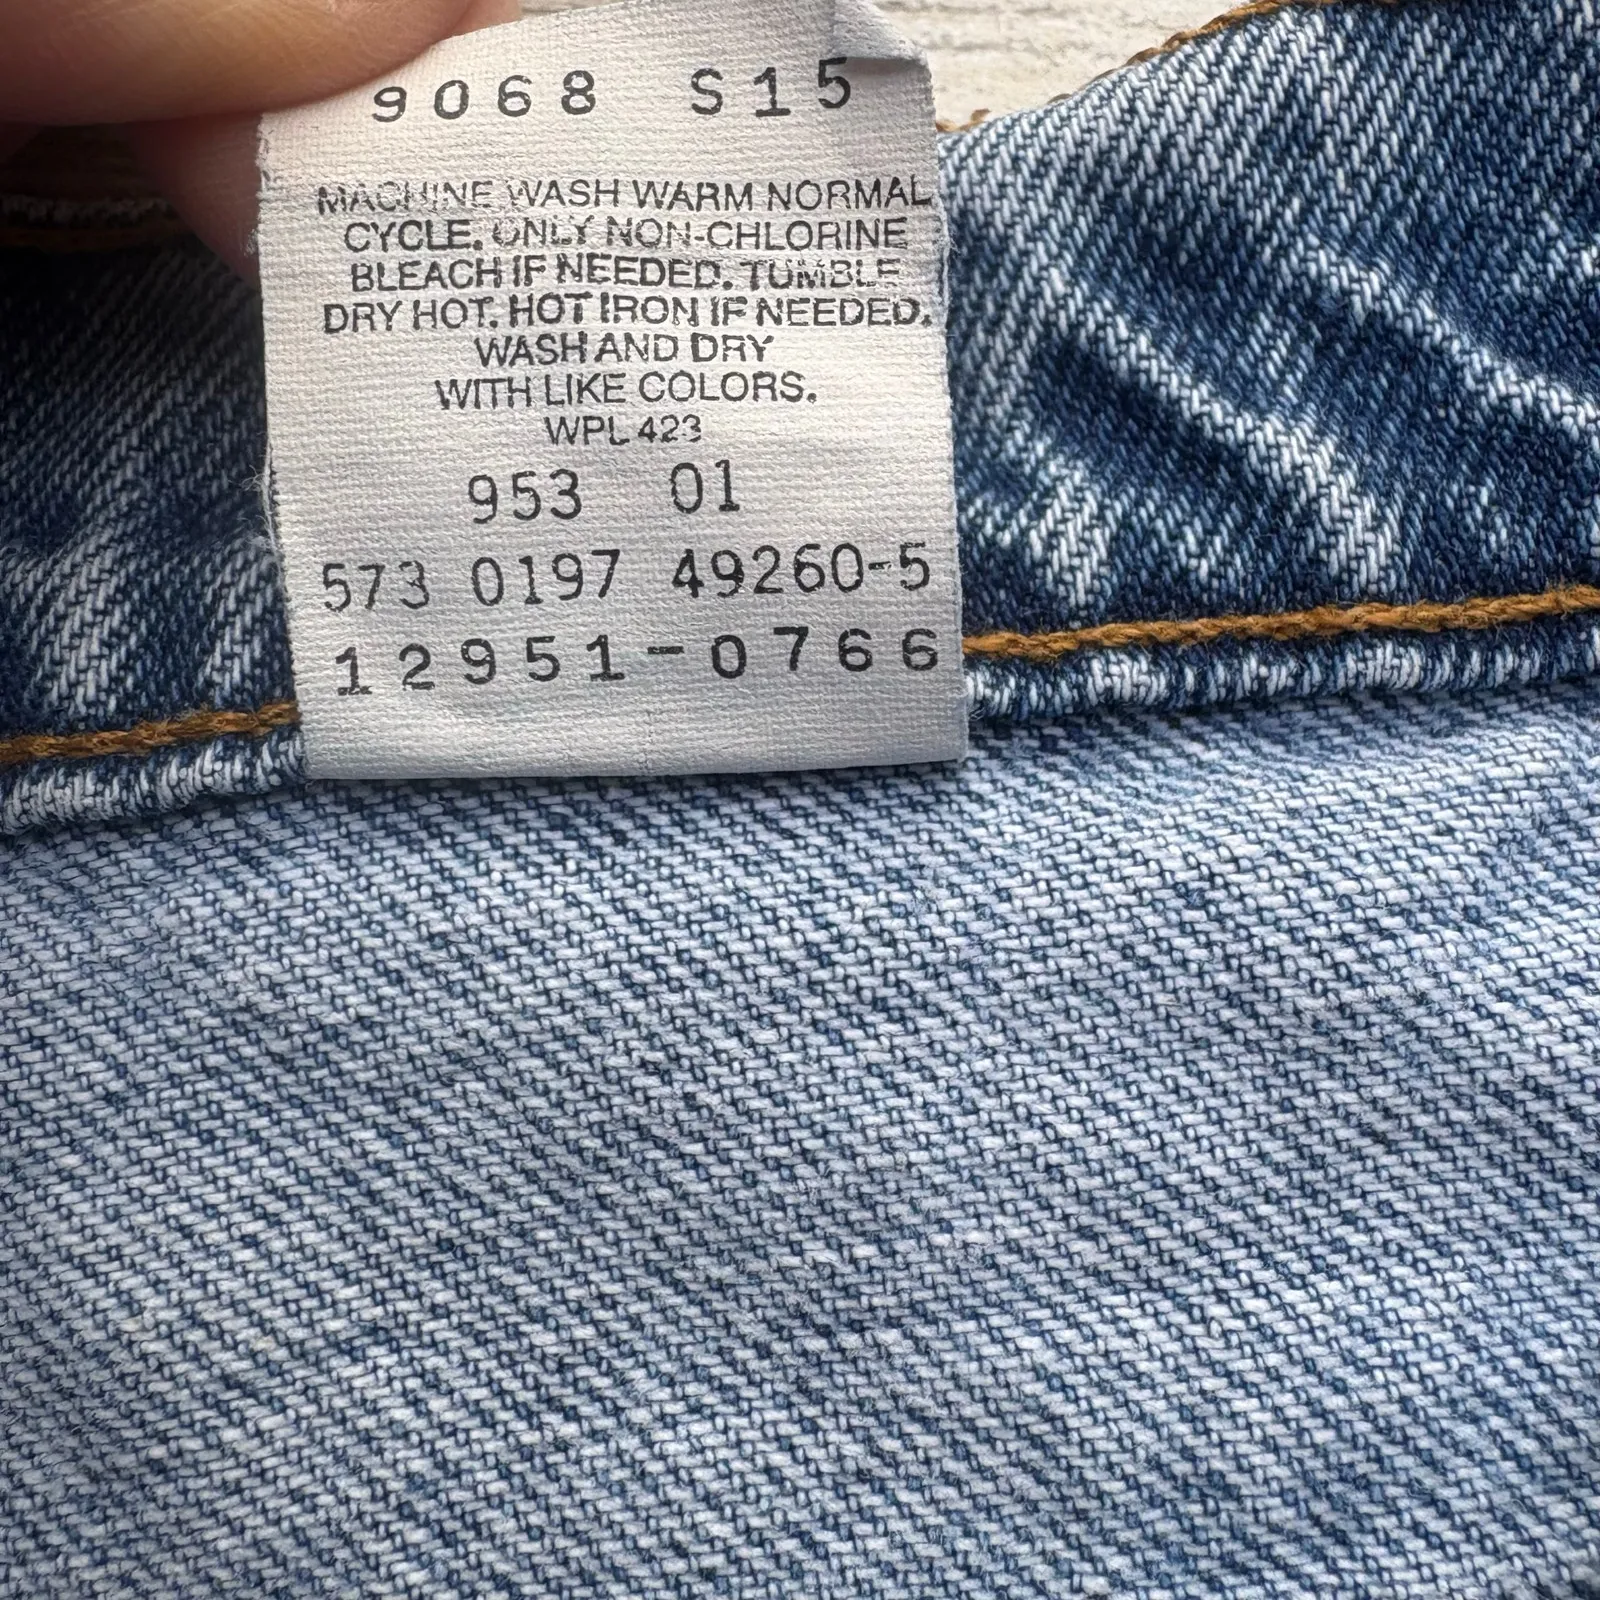 9068 S15
MACHINE WASH WARM NORMAL
CYCLE. ONLY NON-CHLORINE
BLEACH IF NEEDED. TUMBLE
DRY HOT. HOT IRON IF NEEDED.
WASH AND DRY
WITH LIKE COLORS.
WPL 423
953 01
573 0197 49260-5
12951-0766